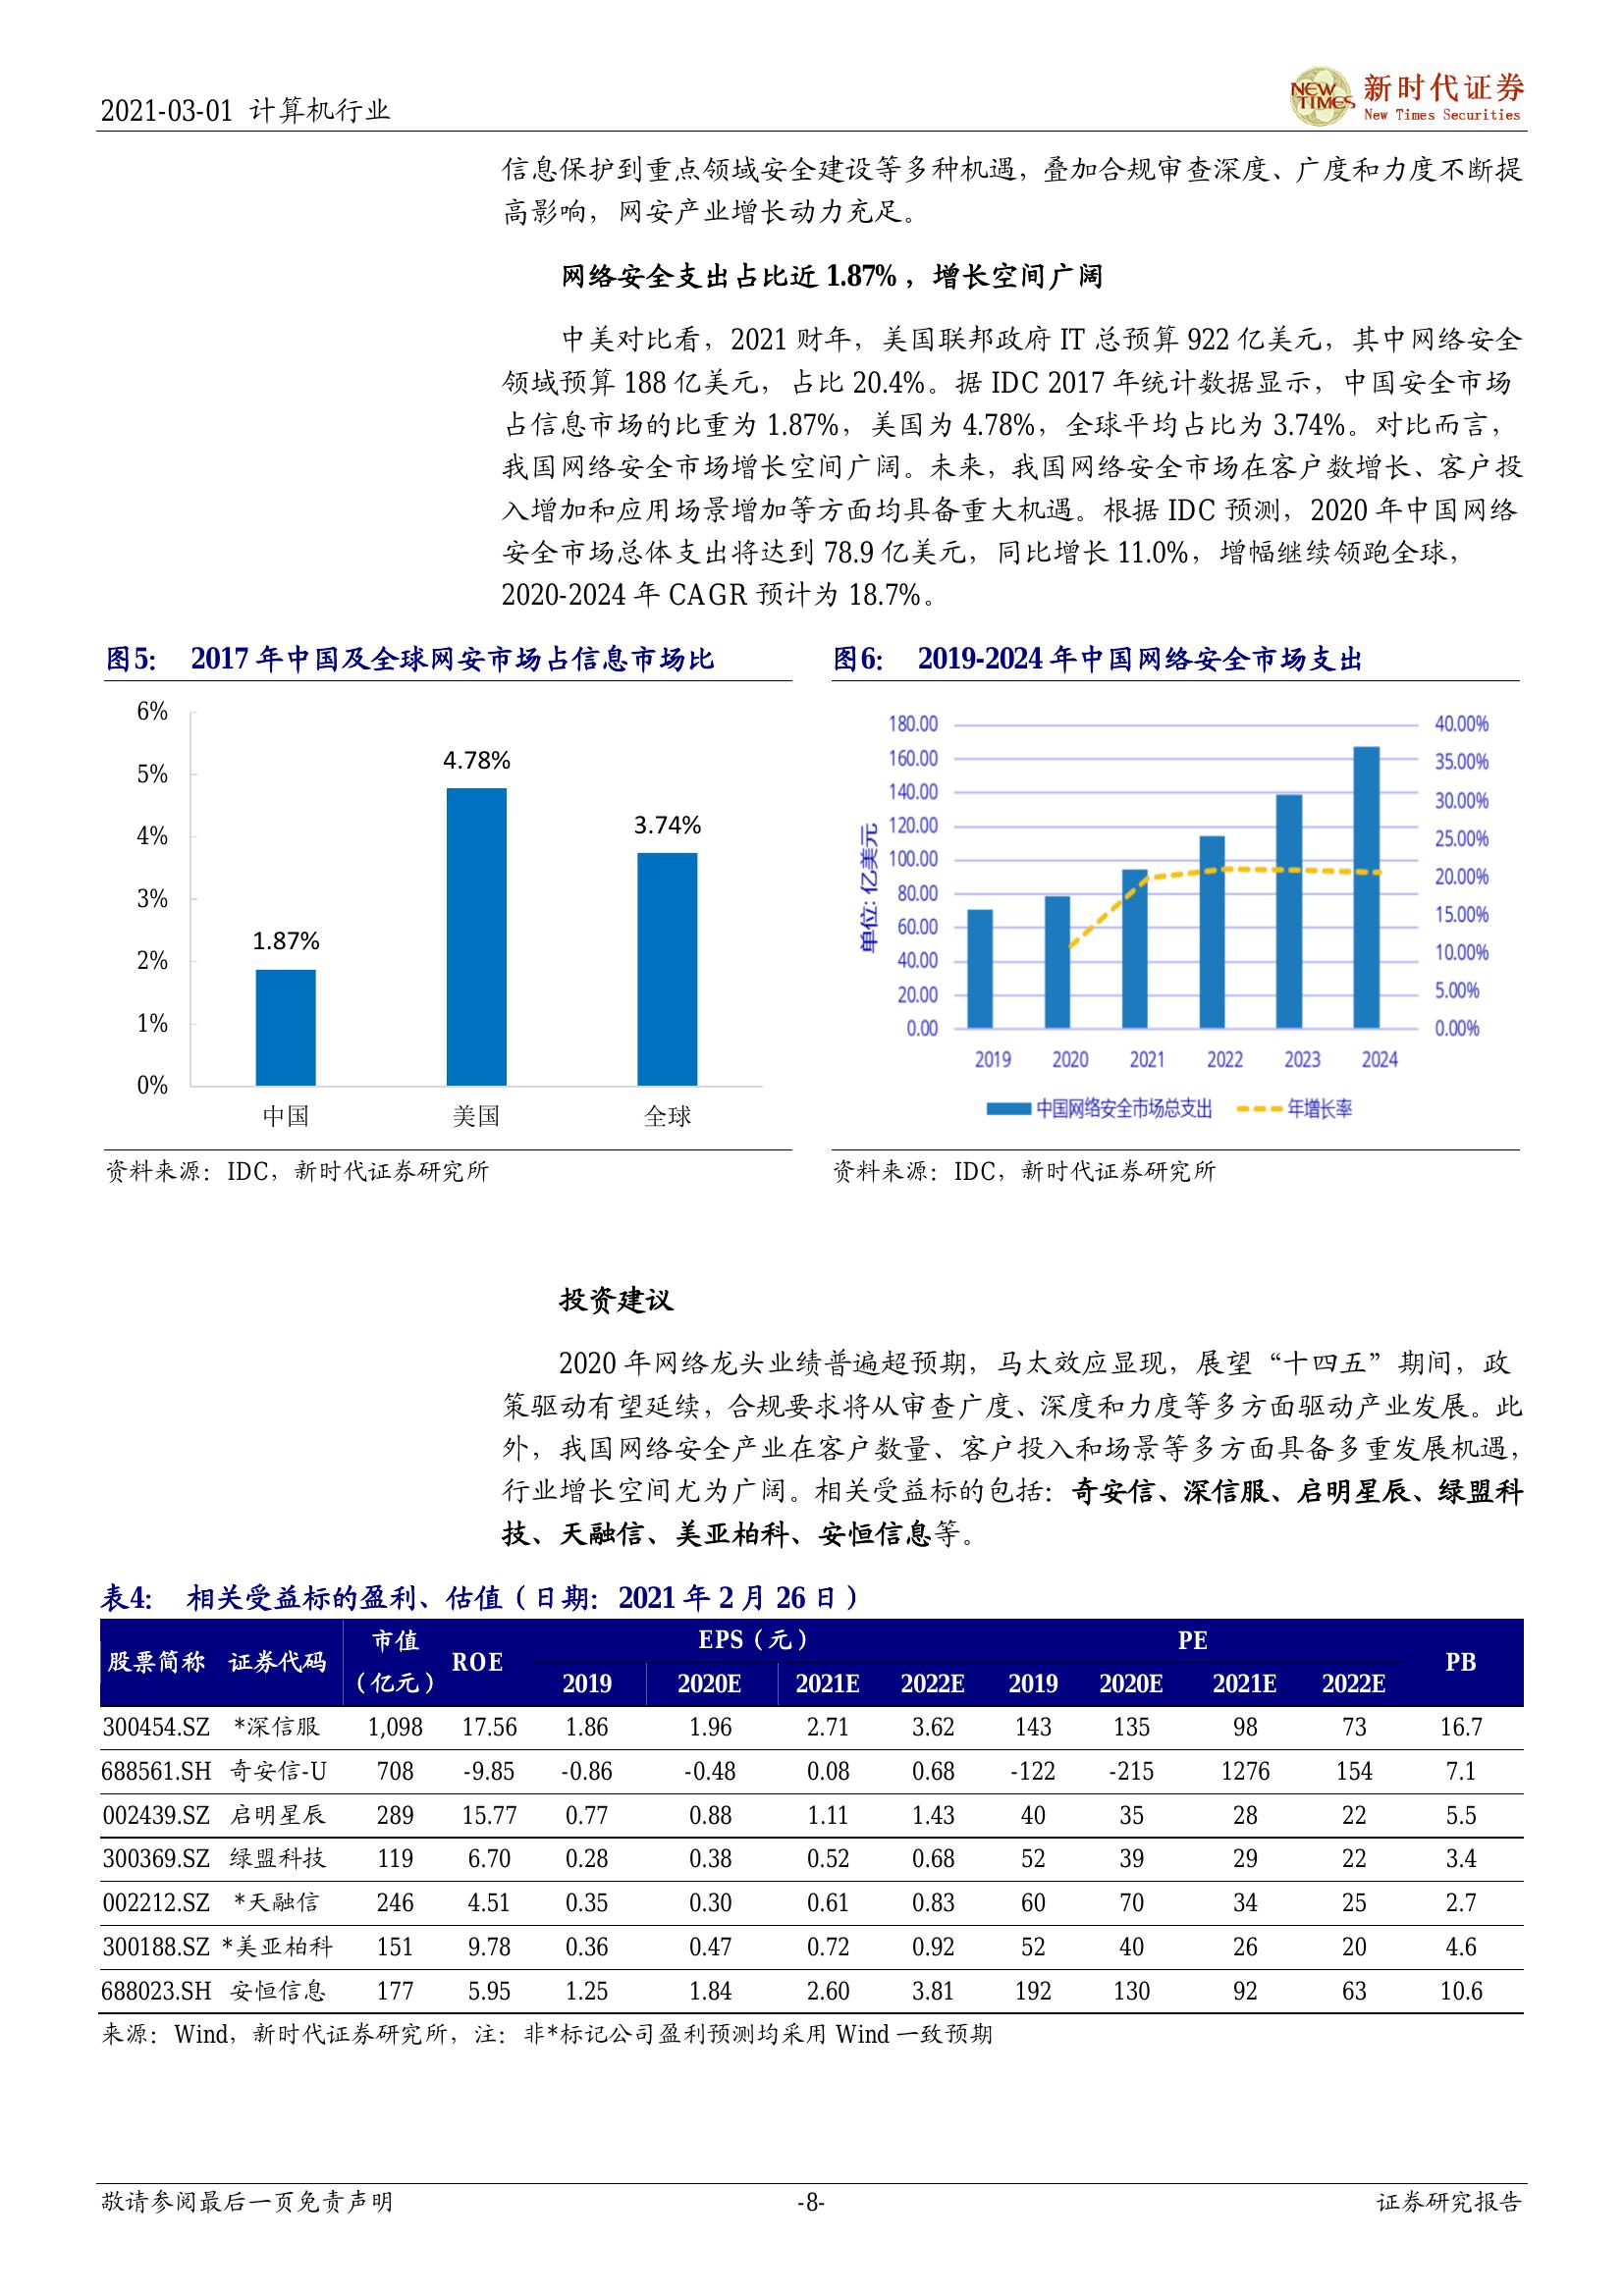 2021-03-01 计算机行业
NEW TIMES 新时代证券
New Times Securities
信息保护到重点领域安全建设等多种机遇，叠加合规审查深度、广度和力度不断提
高影响，网安产业增长动力充足。
网络安全支出占比近 1.87%，增长空间广阔
中美对比看，2021 财年，美国联邦政府 IT 总预算 922 亿美元，其中网络安全
领域预算 188 亿美元，占比 20.4%。据 IDC 2017 年统计数据显示，中国安全市场
占信息市场的比重为 1.87%，美国为 4.78%，全球平均占比为 3.74%。对比而言，
我国网络安全市场增长空间广阔。未来，我国网络安全市场在客户数增长、客户投
入增加和应用场景增加等方面均具备重大机遇。根据 IDC 预测，2020 年中国网络
安全市场总体支出将达到 78.9 亿美元，同比增长 11.0%，增幅继续领跑全球，
2020-2024 年 CAGR 预计为 18.7%。
图5： 2017 年中国及全球网安市场占信息市场比
6%
5%
4%
3%
2%
1%
0%
1.87%
4.78%
3.74%
中国 美国 全球
资料来源：IDC，新时代证券研究所
图6： 2019-2024 年中国网络安全市场支出
单位: 亿美元
180.00
160.00
140.00
120.00
100.00
80.00
60.00
40.00
20.00
0.00
40.00%
35.00%
30.00%
25.00%
20.00%
15.00%
10.00%
5.00%
0.00%
2019 2020 2021 2022 2023 2024
中国网络安全市场总支出 年增长率
资料来源：IDC，新时代证券研究所
投资建议
2020 年网络龙头业绩普遍超预期，马太效应显现，展望“十四五”期间，政
策驱动有望延续，合规要求将从审查广度、深度和力度等多方面驱动产业发展。此
外，我国网络安全产业在客户数量、客户投入和场景等多方面具备多重发展机遇，
行业增长空间尤为广阔。相关受益标的包括：奇安信、深信服、启明星辰、绿盟科
技、天融信、美亚柏科、安恒信息等。
表4： 相关受益标的盈利、估值（日期：2021 年 2 月 26 日）
股票简称 证券代码 市值（亿元） ROE EPS（元） PE PB
2019 2020E 2021E 2022E 2019 2020E 2021E 2022E
300454.SZ *深信服 1,098 17.56 1.86 1.96 2.71 3.62 143 135 98 73 16.7
688561.SH 奇安信-U 708 -9.85 -0.86 -0.48 0.08 0.68 -122 -215 1276 154 7.1
002439.SZ 启明星辰 289 15.77 0.77 0.88 1.11 1.43 40 35 28 22 5.5
300369.SZ 绿盟科技 119 6.70 0.28 0.38 0.52 0.68 52 39 29 22 3.4
002212.SZ *天融信 246 4.51 0.35 0.30 0.61 0.83 60 70 34 25 2.7
300188.SZ *美亚柏科 151 9.78 0.36 0.47 0.72 0.92 52 40 26 20 4.6
688023.SH 安恒信息 177 5.95 1.25 1.84 2.60 3.81 192 130 92 63 10.6
来源：Wind，新时代证券研究所，注：非*标记公司盈利预测均采用 Wind 一致预期
敬请参阅最后一页免责声明 -8- 证券研究报告